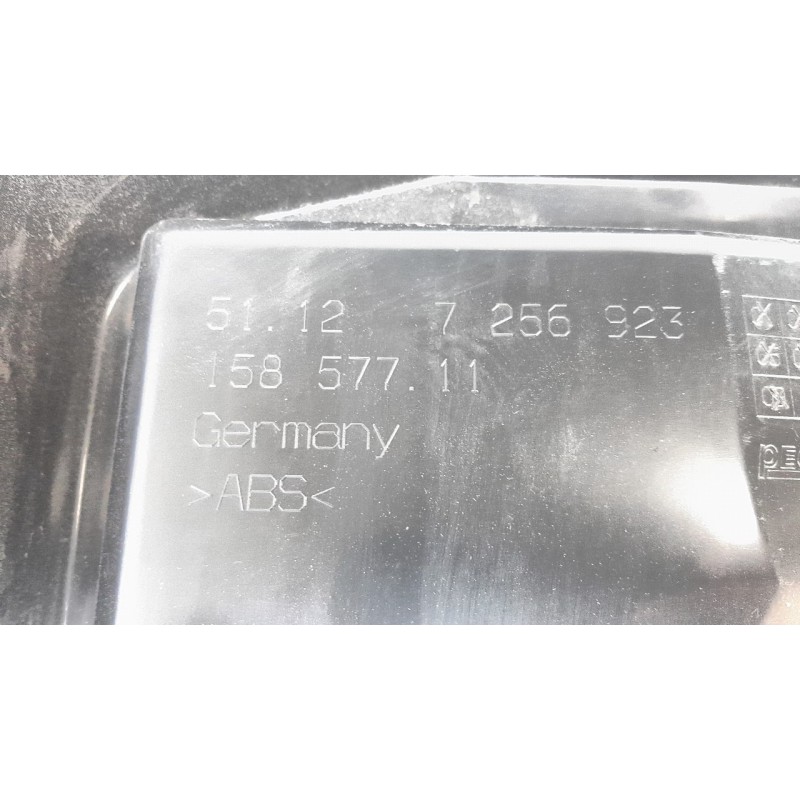 51.12 7 256 923
158 577.11
Germany
>ABS<